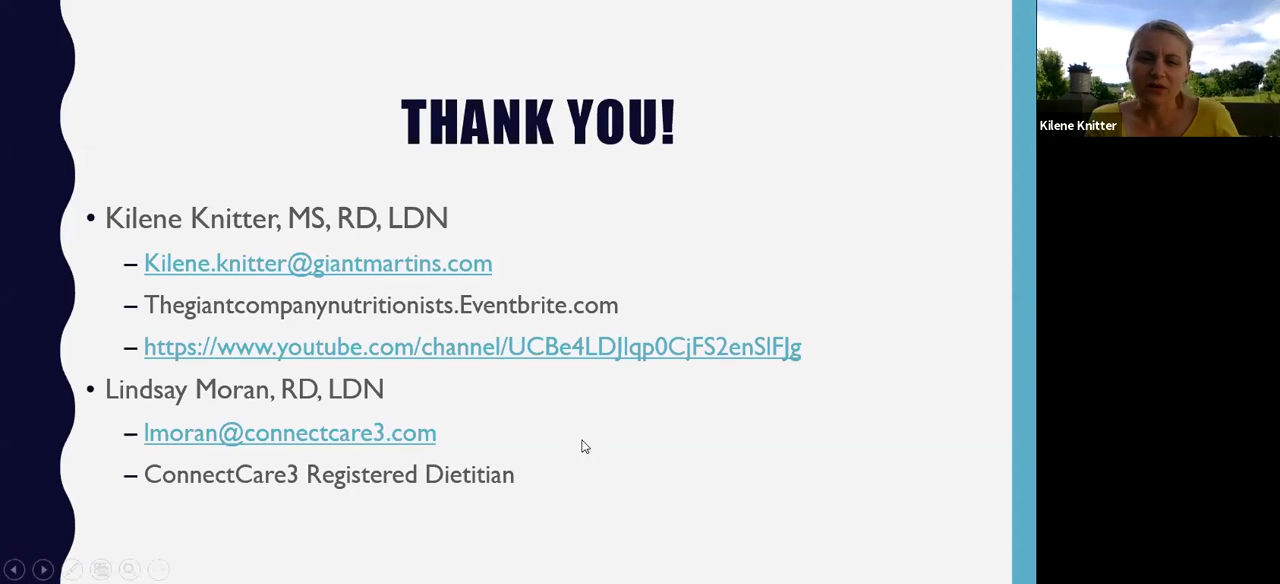 THANK YOU!
• Kilene Knitter, MS, RD, LDN
– Kilene.knitter@giantmartins.com
– Thegiantcompanynutritionists.Eventbrite.com
– https://www.youtube.com/channel/UCBe4LDJlqp0CjFS2enSlFJg
• Lindsay Moran, RD, LDN
– lmoran@connectcare3.com
– ConnectCare3 Registered Dietitian
Kilene Knitter